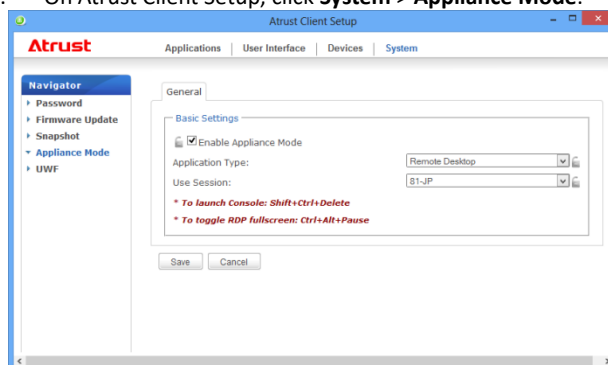 On Atrust Client Setup, click System > Appliance Mode.
Atrust Client Setup
Atrust
Applications | User Interface | Devices | System
Navigator
Password
Firmware Update
Snapshot
Appliance Mode
UWF
General
Basic Settings
Enable Appliance Mode
Application Type: Remote Desktop
Use Session: 81-JP
* To launch Console: Shift+Ctrl+Delete
* To toggle RDP fullscreen: Ctrl+Alt+Pause
Save Cancel